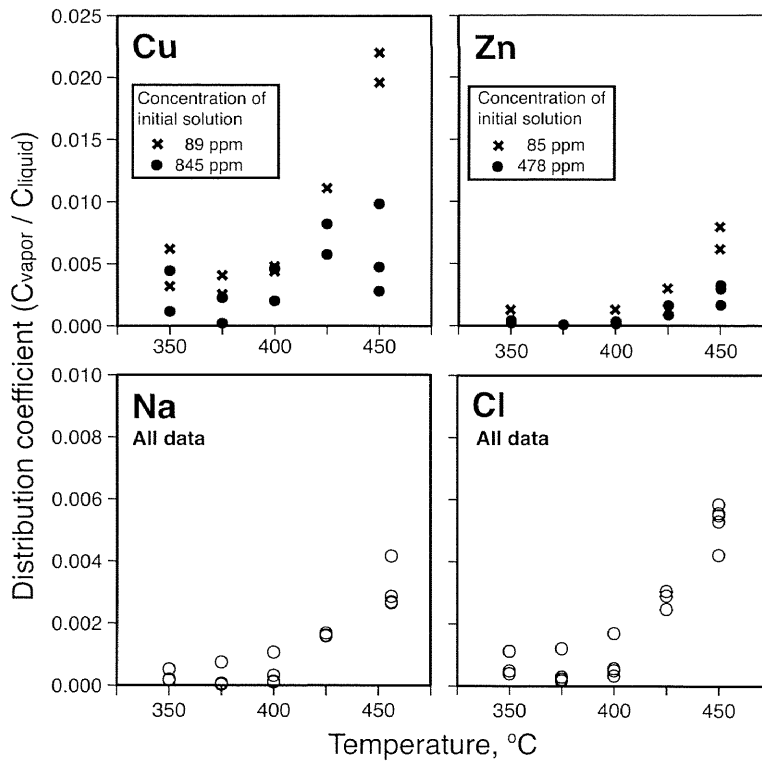 Distribution coefficient (Cvapor / Cliquid)
0.025
0.020
0.015
0.010
0.005
0.000
Cu
Concentration of
initial solution
× 89 ppm
● 845 ppm
350 400 450
Zn
Concentration of
initial solution
× 85 ppm
● 478 ppm
350 400 450
0.010
0.008
0.006
0.004
0.002
0.000
Na
All data
350 400 450
Cl
All data
350 400 450
Temperature, °C